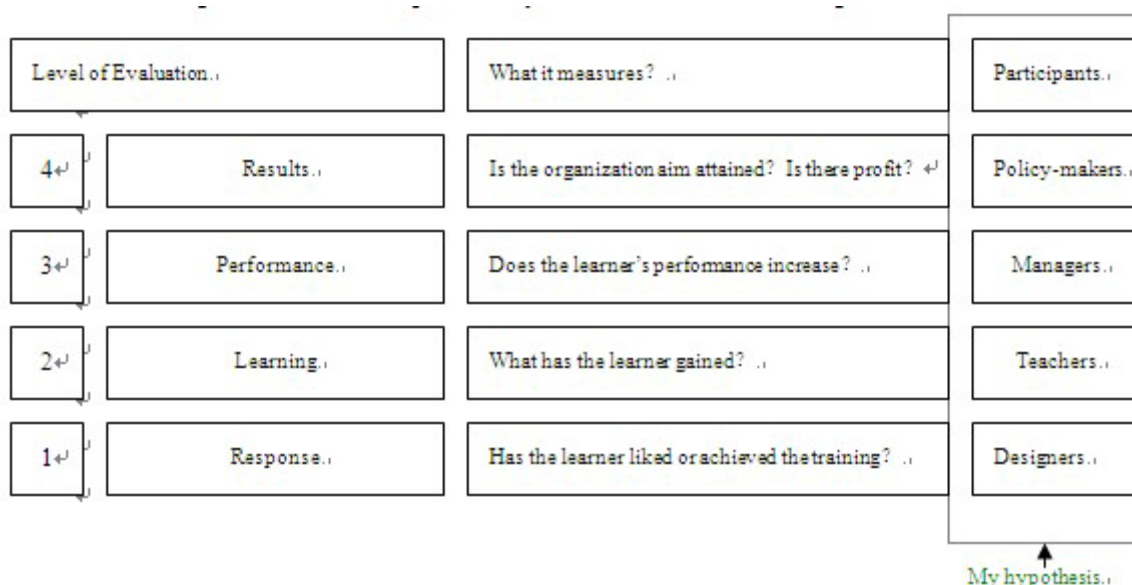 Level of Evaluation. What it measures? Participants.
4 Results. Is the organization aim attained? Is there profit? Policy-makers.
3 Performance. Does the learner's performance increase? Managers.
2 Learning. What has the learner gained? Teachers.
1 Response. Has the learner liked or achieved the training? Designers.
My hypothesis.